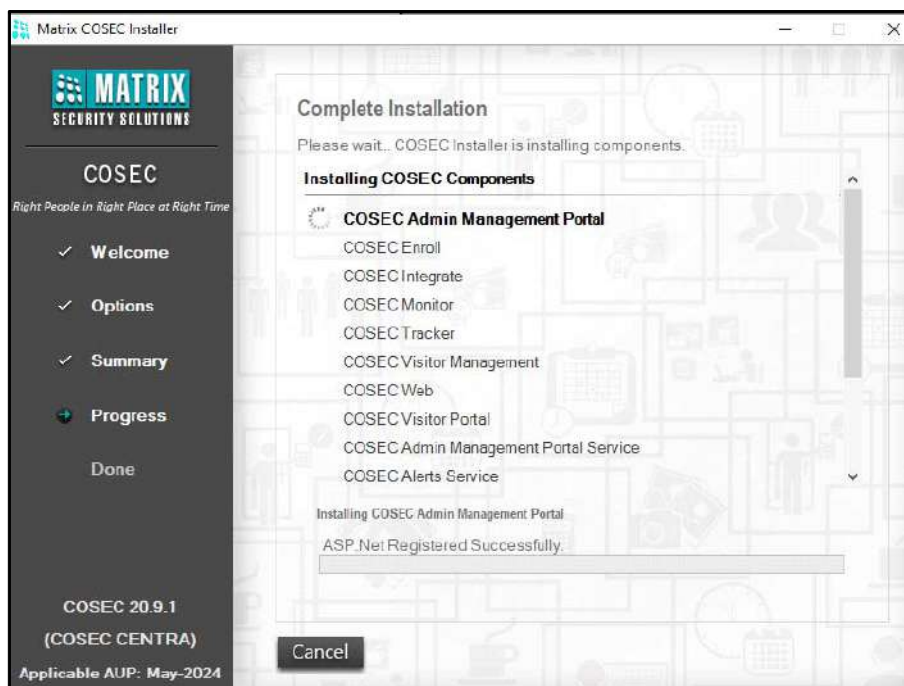 Matrix COSEC Installer
MATRIX
SECURITY SOLUTIONS
COSEC
Right People in Right Place at Right Time
Welcome
Options
Summary
Progress
Done
COSEC 20.9.1
(COSEC CENTRA)
Applicable AUP: May-2024
Complete Installation
Please wait.. COSEC Installer is installing components.
Installing COSEC Components
COSEC Admin Management Portal
COSEC Enroll
COSEC Integrate
COSEC Monitor
COSEC Tracker
COSEC Visitor Management
COSEC Web
COSEC Visitor Portal
COSEC Admin Management Portal Service
COSEC Alerts Service
Installing COSEC Admin Management Portal
ASP.Net Registered Successfully.
Cancel